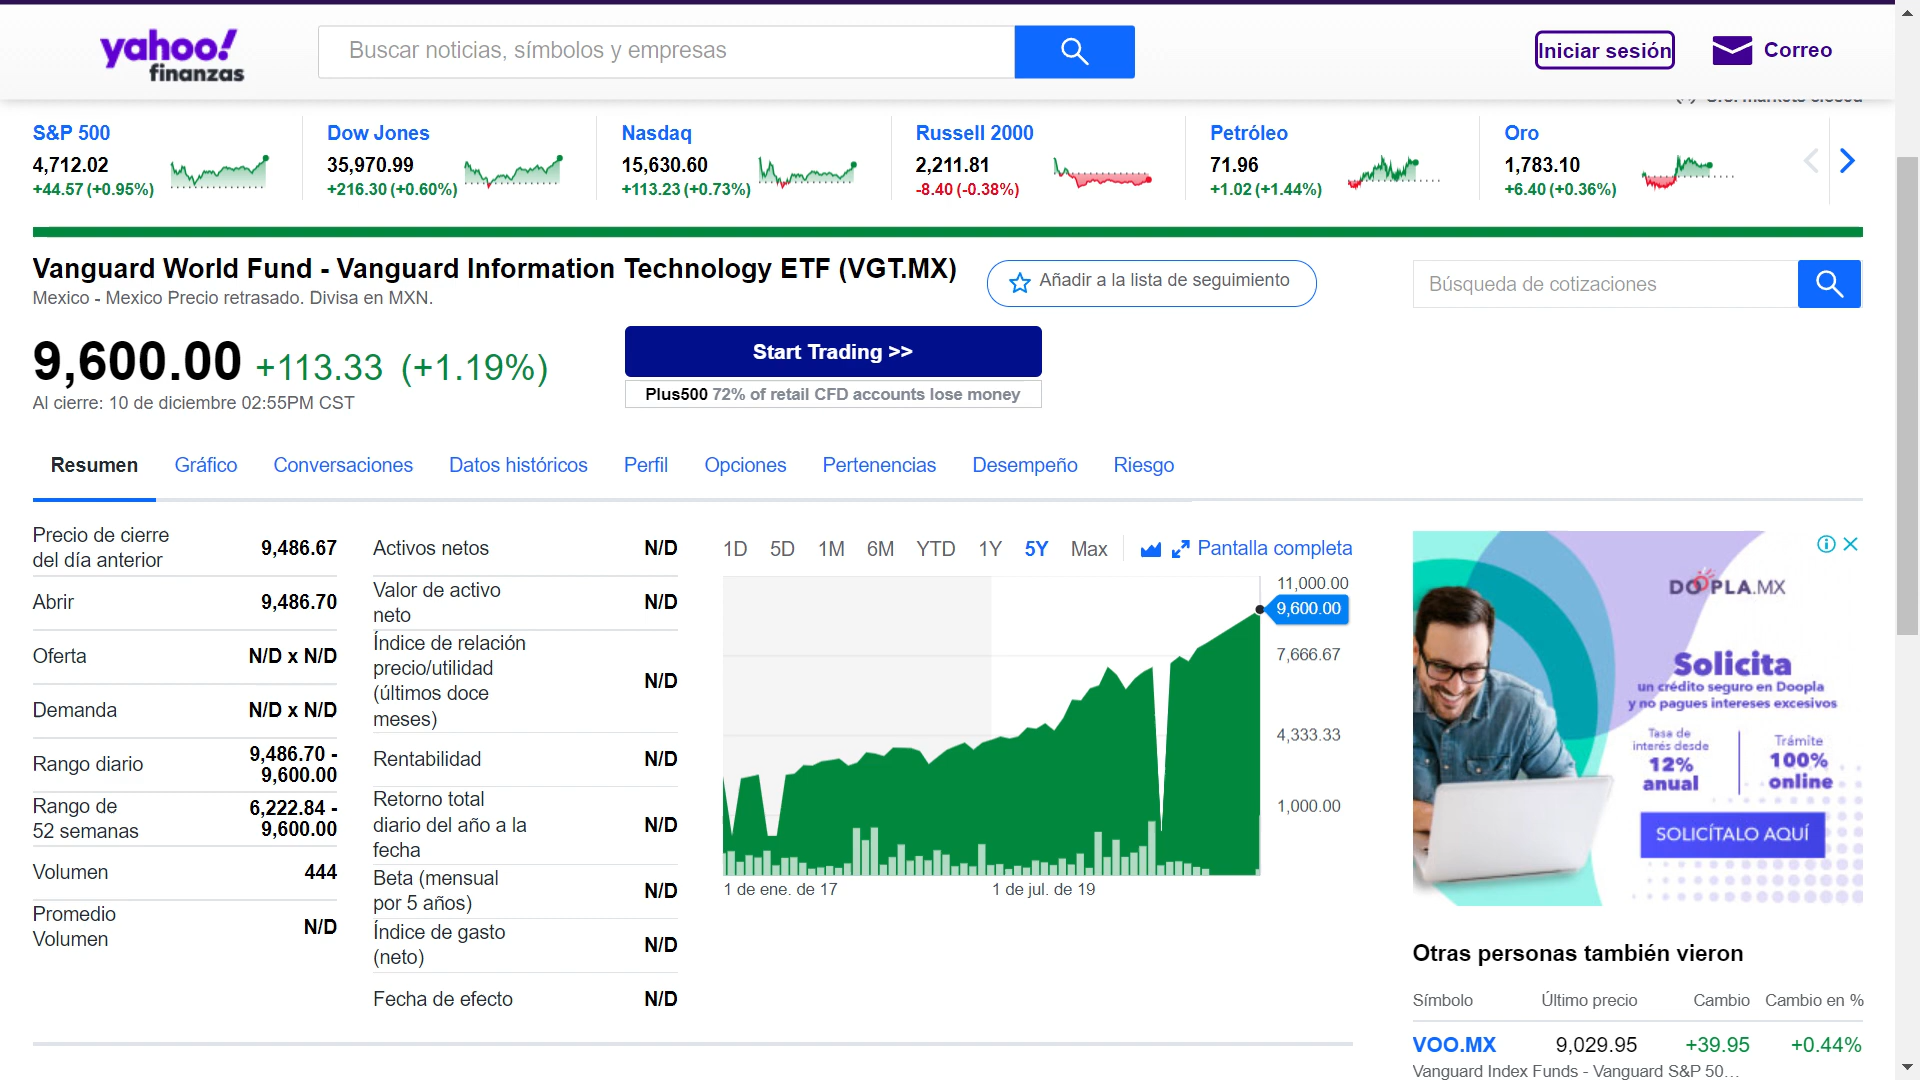 yahoo!
finanzas
Buscar noticias, símbolos y empresas
Iniciar sesión
Correo
S&P 500
4,712.02
+44.57 (+0.95%)
Dow Jones
35,970.99
+216.30 (+0.60%)
Nasdaq
15,630.60
+113.23 (+0.73%)
Russell 2000
2,211.81
-8.40 (-0.38%)
Petróleo
71.96
+1.02 (+1.44%)
Oro
1,783.10
+6.40 (+0.36%)
Vanguard World Fund - Vanguard Information Technology ETF (VGT.MX)
Mexico - Mexico Precio retrasado. Divisa en MXN.
Añadir a la lista de seguimiento
Búsqueda de cotizaciones
9,600.00 +113.33 (+1.19%)
Al cierre: 10 de diciembre 02:55PM CST
Start Trading >>
Plus500 72% of retail CFD accounts lose money
Resumen
Gráfico
Conversaciones
Datos históricos
Perfil
Opciones
Pertenencias
Desempeño
Riesgo
Precio de cierre
del día anterior
9,486.67
Abrir
9,486.70
Oferta
N/D x N/D
Demanda
N/D x N/D
Rango diario
9,486.70 -
9,600.00
Rango de
52 semanas
6,222.84 -
9,600.00
Volumen
444
Promedio
Volumen
N/D
Activos netos
N/D
Valor de activo
neto
N/D
Índice de relación
precio/utilidad
(últimos doce
meses)
N/D
Rentabilidad
N/D
Retorno total
diario del año a la
fecha
N/D
Beta (mensual
por 5 años)
N/D
Índice de gasto
(neto)
N/D
Fecha de efecto
N/D
1D 5D 1M 6M YTD 1Y 5Y Max
Pantalla completa
11,000.00
9,600.00
7,666.67
4,333.33
1,000.00
1 de ene. de 17
1 de jul. de 19
DOOPLA.MX
Solicita
un crédito seguro en Doopla
y no pagues intereses excesivos
Tasa de
interés desde
12%
anual
Trámite
100%
online
SOLICÍTALO AQUÍ
Otras personas también vieron
Símbolo
Último precio
Cambio
Cambio en %
VOO.MX
9,029.95
+39.95
+0.44%
Vanguard Index Funds - Vanguard S&P 50...